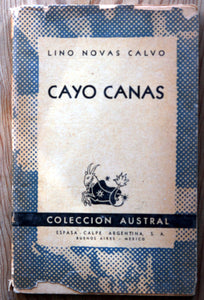 LINO NOVAS CALVO
CAYO CANAS
COLECCION AUSTRAL
ESPASA-CALPE ARGENTINA, S. A.
BUENOS AIRES - MEXICO